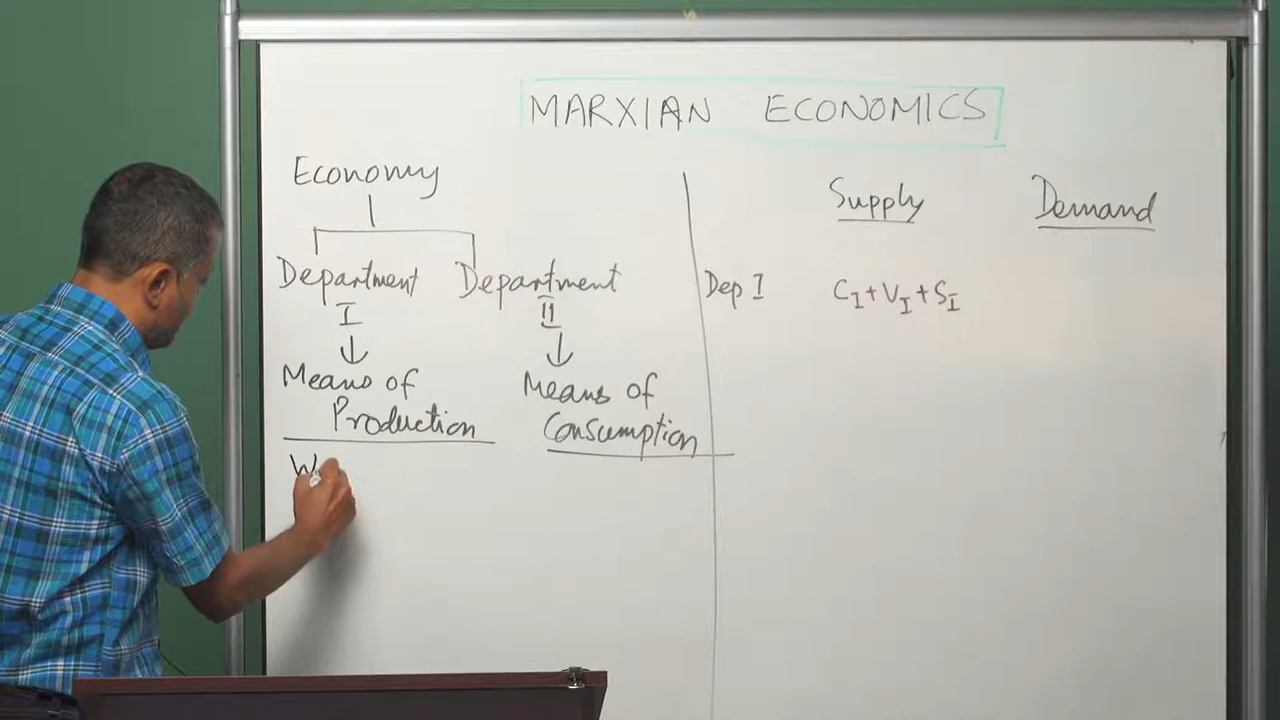 MARXIAN ECONOMICS
Economy
Department Department
I II
Means of
Production
Means of
Consumption
W
Supply Demand
Dep I C_I+V_I+S_I